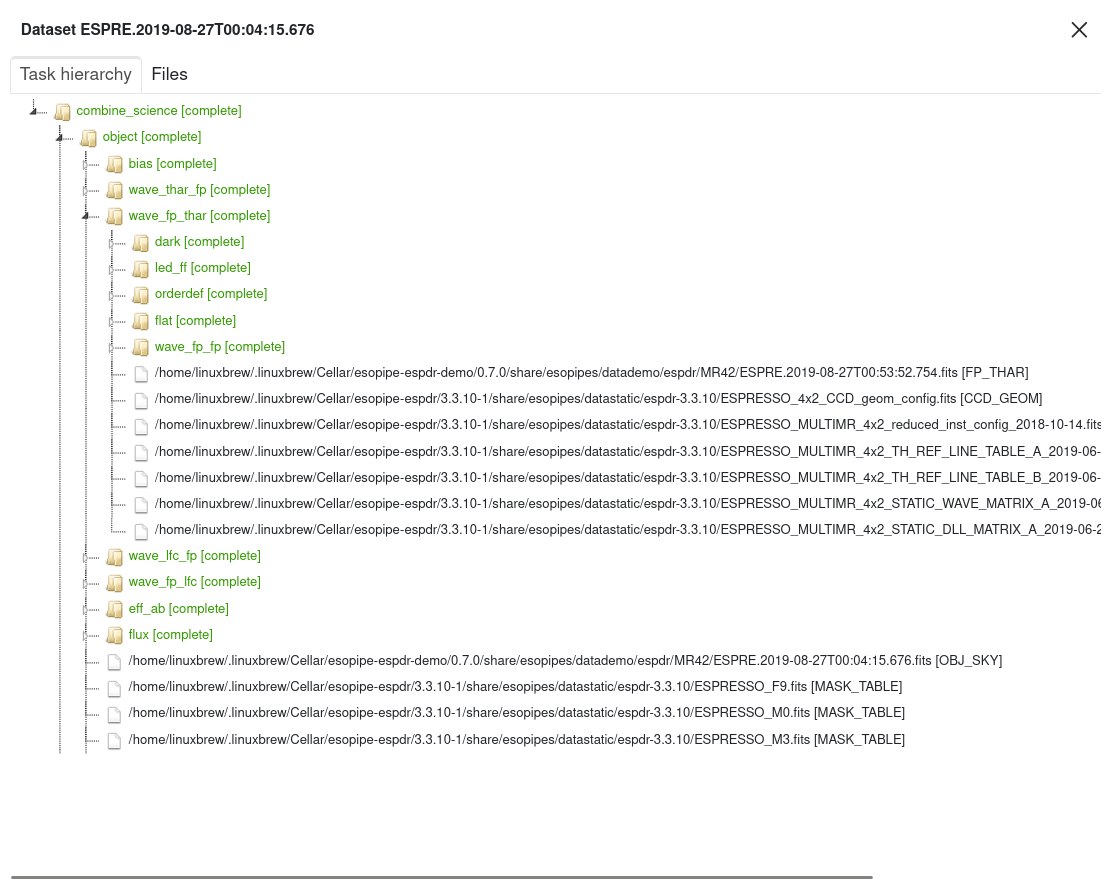 Dataset ESPRE.2019-08-27T00:04:15.676
Task hierarchy Files
combine_science [complete]
object [complete]
bias [complete]
wave_thar_fp [complete]
wave_fp_thar [complete]
dark [complete]
led_ff [complete]
orderdef [complete]
flat [complete]
wave_fp_fp [complete]
/home/linuxbrew/.linuxbrew/Cellar/esopipe-espdr-demo/0.7.0/share/esopipes/datademo/espdr/MR42/ESPRE.2019-08-27T00:53:52.754.fits [FP_THAR]
/home/linuxbrew/.linuxbrew/Cellar/esopipe-espdr/3.3.10-1/share/esopipes/datastatic/espdr-3.3.10/ESPRESSO_4x2_CCD_geom_config.fits [CCD_GEOM]
/home/linuxbrew/.linuxbrew/Cellar/esopipe-espdr/3.3.10-1/share/esopipes/datastatic/espdr-3.3.10/ESPRESSO_MULTIMR_4x2_reduced_inst_config_2018-10-14.fits
/home/linuxbrew/.linuxbrew/Cellar/esopipe-espdr/3.3.10-1/share/esopipes/datastatic/espdr-3.3.10/ESPRESSO_MULTIMR_4x2_TH_REF_LINE_TABLE_A_2019-06-
/home/linuxbrew/.linuxbrew/Cellar/esopipe-espdr/3.3.10-1/share/esopipes/datastatic/espdr-3.3.10/ESPRESSO_MULTIMR_4x2_TH_REF_LINE_TABLE_B_2019-06-
/home/linuxbrew/.linuxbrew/Cellar/esopipe-espdr/3.3.10-1/share/esopipes/datastatic/espdr-3.3.10/ESPRESSO_MULTIMR_4x2_STATIC_WAVE_MATRIX_A_2019-06
/home/linuxbrew/.linuxbrew/Cellar/esopipe-espdr/3.3.10-1/share/esopipes/datastatic/espdr-3.3.10/ESPRESSO_MULTIMR_4x2_STATIC_DLL_MATRIX_A_2019-06-2
wave_lfc_fp [complete]
wave_fp_lfc [complete]
eff_ab [complete]
flux [complete]
/home/linuxbrew/.linuxbrew/Cellar/esopipe-espdr-demo/0.7.0/share/esopipes/datademo/espdr/MR42/ESPRE.2019-08-27T00:04:15.676.fits [OBJ_SKY]
/home/linuxbrew/.linuxbrew/Cellar/esopipe-espdr/3.3.10-1/share/esopipes/datastatic/espdr-3.3.10/ESPRESSO_F9.fits [MASK_TABLE]
/home/linuxbrew/.linuxbrew/Cellar/esopipe-espdr/3.3.10-1/share/esopipes/datastatic/espdr-3.3.10/ESPRESSO_M0.fits [MASK_TABLE]
/home/linuxbrew/.linuxbrew/Cellar/esopipe-espdr/3.3.10-1/share/esopipes/datastatic/espdr-3.3.10/ESPRESSO_M3.fits [MASK_TABLE]